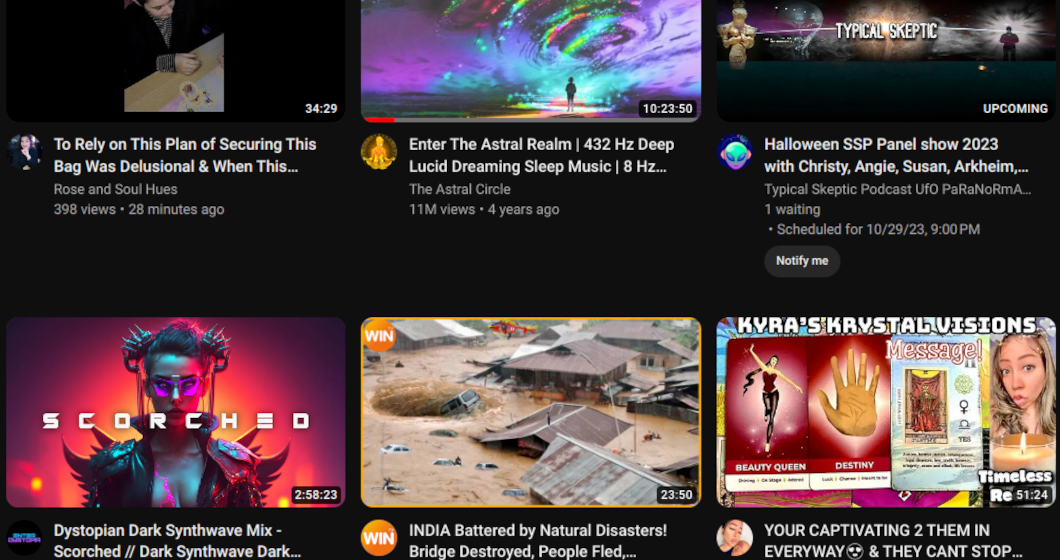 TYPICAL SKEPTIC
34:29
10:23:50
UPCOMING
To Rely on This Plan of Securing This
Bag Was Delusional & When This...
Rose and Soul Hues
398 views • 28 minutes ago
Enter The Astral Realm | 432 Hz Deep
Lucid Dreaming Sleep Music | 8 Hz...
The Astral Circle
11M views • 4 years ago
Halloween SSP Panel show 2023
with Christy, Angie, Susan, Arkheim,...
Typical Skeptic Podcast UfO PaRaNoRmA...
1 waiting
• Scheduled for 10/29/23, 9:00 PM
Notify me
SCORCHED
2:58:23
WIN
23:50
KYRA'S KRYSTAL VISIONS
Message!
YES
BEAUTY QUEEN
DESTINY
Timeless
Re
51:24
Dystopian Dark Synthwave Mix -
Scorched // Dark Synthwave Dark...
WIN
INDIA Battered by Natural Disasters!
Bridge Destroyed, People Fled,...
YOUR CAPTIVATING 2 THEM IN
EVERYWAY😍 & THEY CANT STOP...